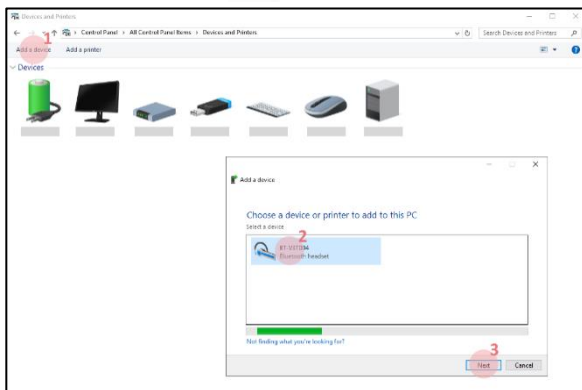 Devices and Printers
Control Panel > All Control Panel Items > Devices and Printers
Search Devices and Printers
1
Add a device
Add a printer
Devices
Add a device
Choose a device or printer to add to this PC
Select a device
2
Bluetooth headset
Not finding what you're looking for?
3
Next
Cancel